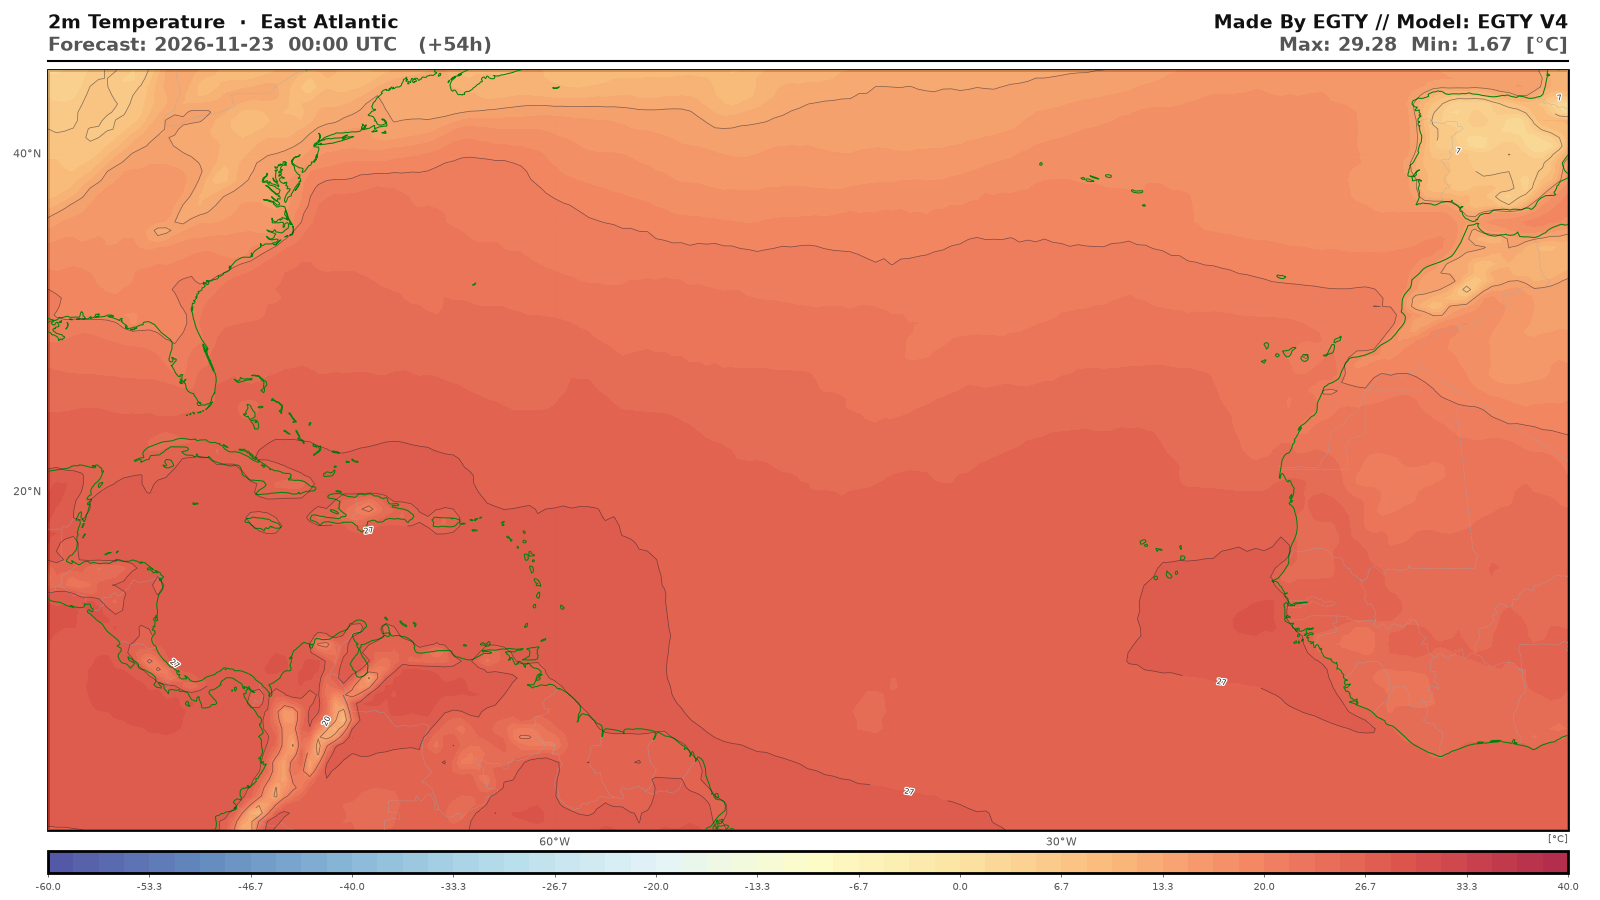 2m Temperature · East Atlantic
Made By EGTY // Model: EGTY V4
Forecast: 2026-11-23 00:00 UTC (+54h)
Max: 29.28 Min: 1.67 [°C]
7
40°N
7
20°N
27
27
27
20
27
60°W
30°W
[°C]
-60.0 -53.3 -46.7 -40.0 -33.3 -26.7 -20.0 -13.3 -6.7 0.0 6.7 13.3 20.0 26.7 33.3 40.0